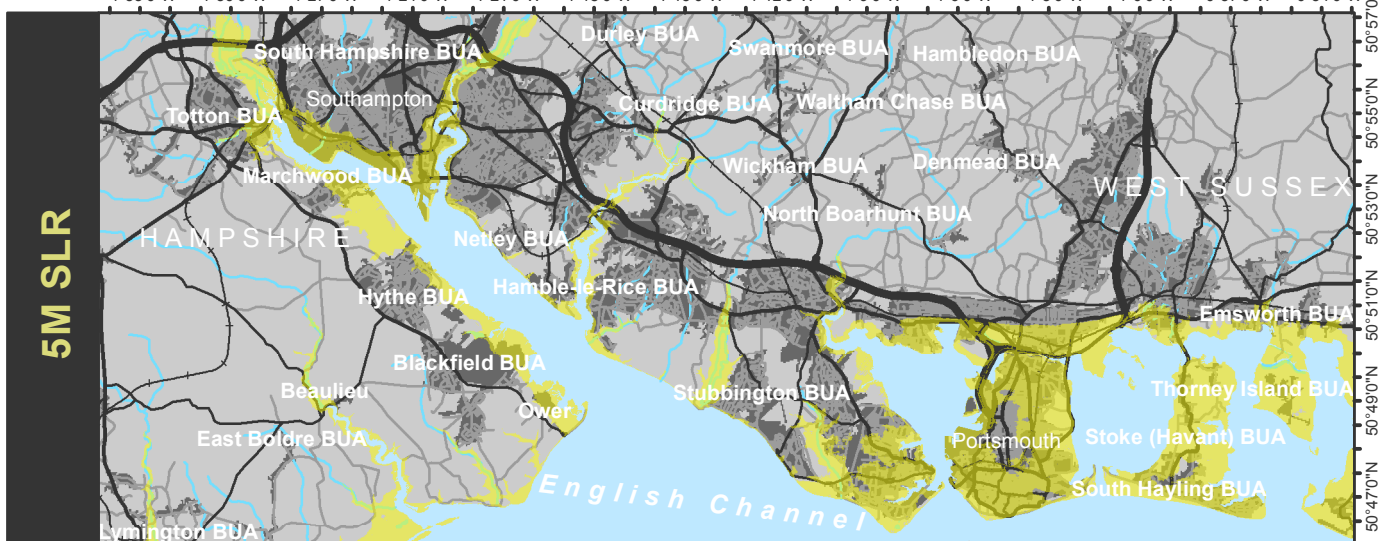 5M SLR
Durley BUA
South Hampshire BUA
Swanmore BUA
Hambledon BUA
Southampton
Curdridge BUA
Waltham Chase BUA
Totton BUA
Wickham BUA
Denmead BUA
Marchwood BUA
WEST SUSSEX
North Boarhunt BUA
HAMPSHIRE
Netley BUA
Hamble-le-Rice BUA
Hythe BUA
Emsworth BUA
Blackfield BUA
Beaulieu
Stubbington BUA
Thorney Island BUA
Ower
East Boldre BUA
Portsmouth
Stoke (Havant) BUA
South Hayling BUA
English Channel
Lymington BUA
50°55'0"N
50°53'0"N
50°51'0"N
50°49'0"N
50°47'0"N